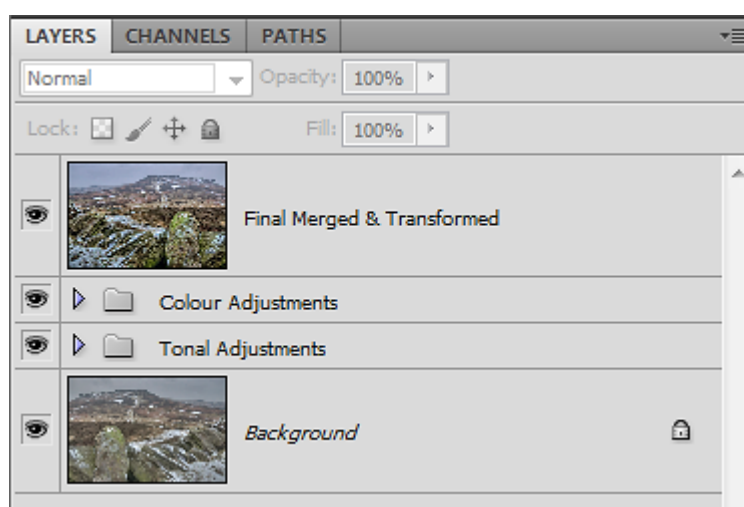 LAYERS CHANNELS PATHS
Normal Opacity: 100%
Lock: Fill: 100%
Final Merged & Transformed
Colour Adjustments
Tonal Adjustments
Background